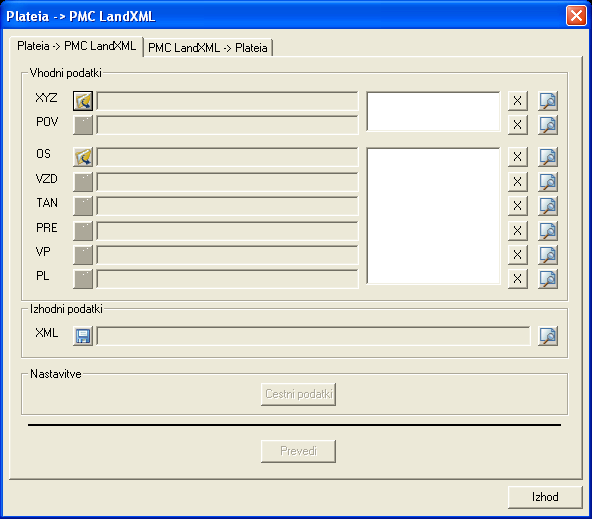 Plateia -> PMC LandXML
Plateia -> PMC LandXML PMC LandXML -> Plateia
Vhodni podatki
XYZ X
POV X
OS X
VZD X
TAN X
PRE X
VP X
PL X
Izhodni podatki
XML
Nastavitve
Cestni podatki
Prevedi
Izhod